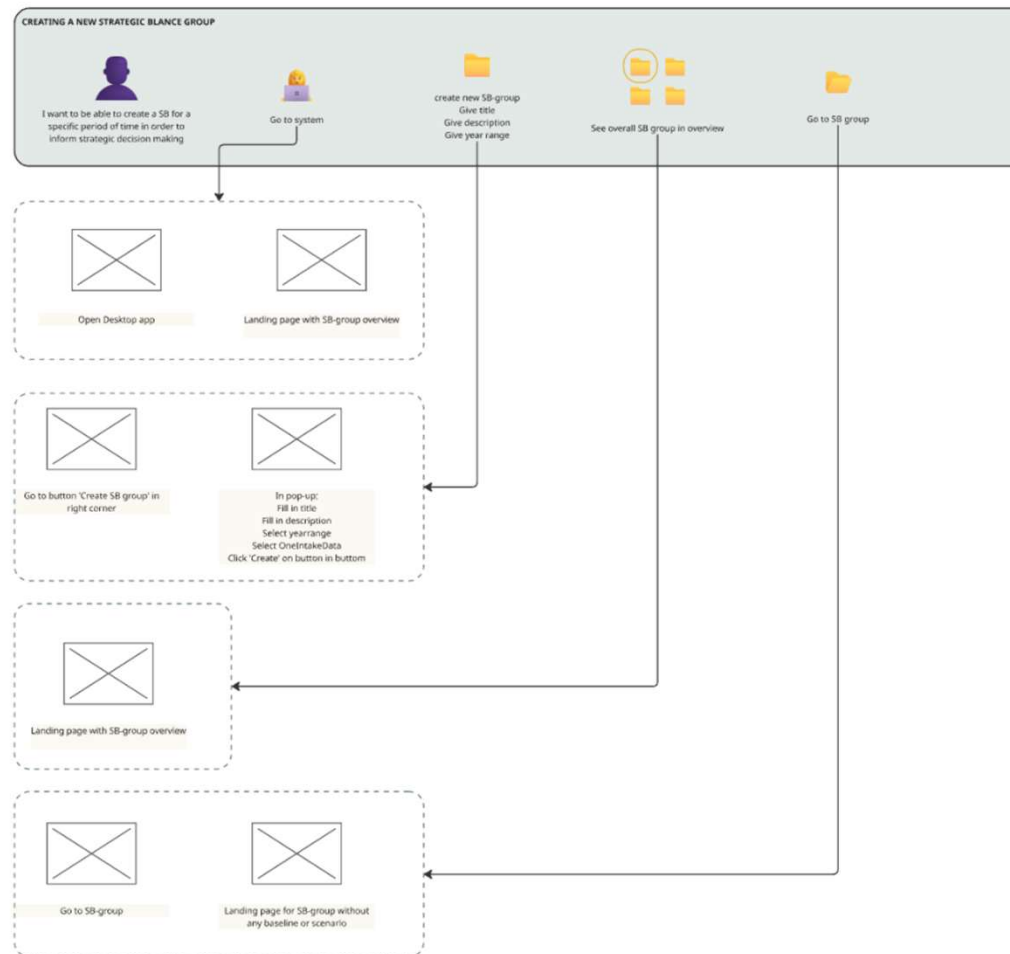 CREATING A NEW STRATEGIC BLANCE GROUP
I want to be able to create a SB for a
specific period of time in order to
inform strategic decision making
Go to system
create new SB-group
Give title
Give description
Give year range
See overall SB group in overview
Go to SB group
Open Desktop app
Landing page with SB-group overview
Go to button 'Create SB group' in
right corner
In pop-up:
Fill in title
Fill in description
Select yearrange
Select OneIntakeData
Click 'Create' on button in buttom
Landing page with SB-group overview
Go to SB-group
Landing page for SB-group without
any baseline or scenario